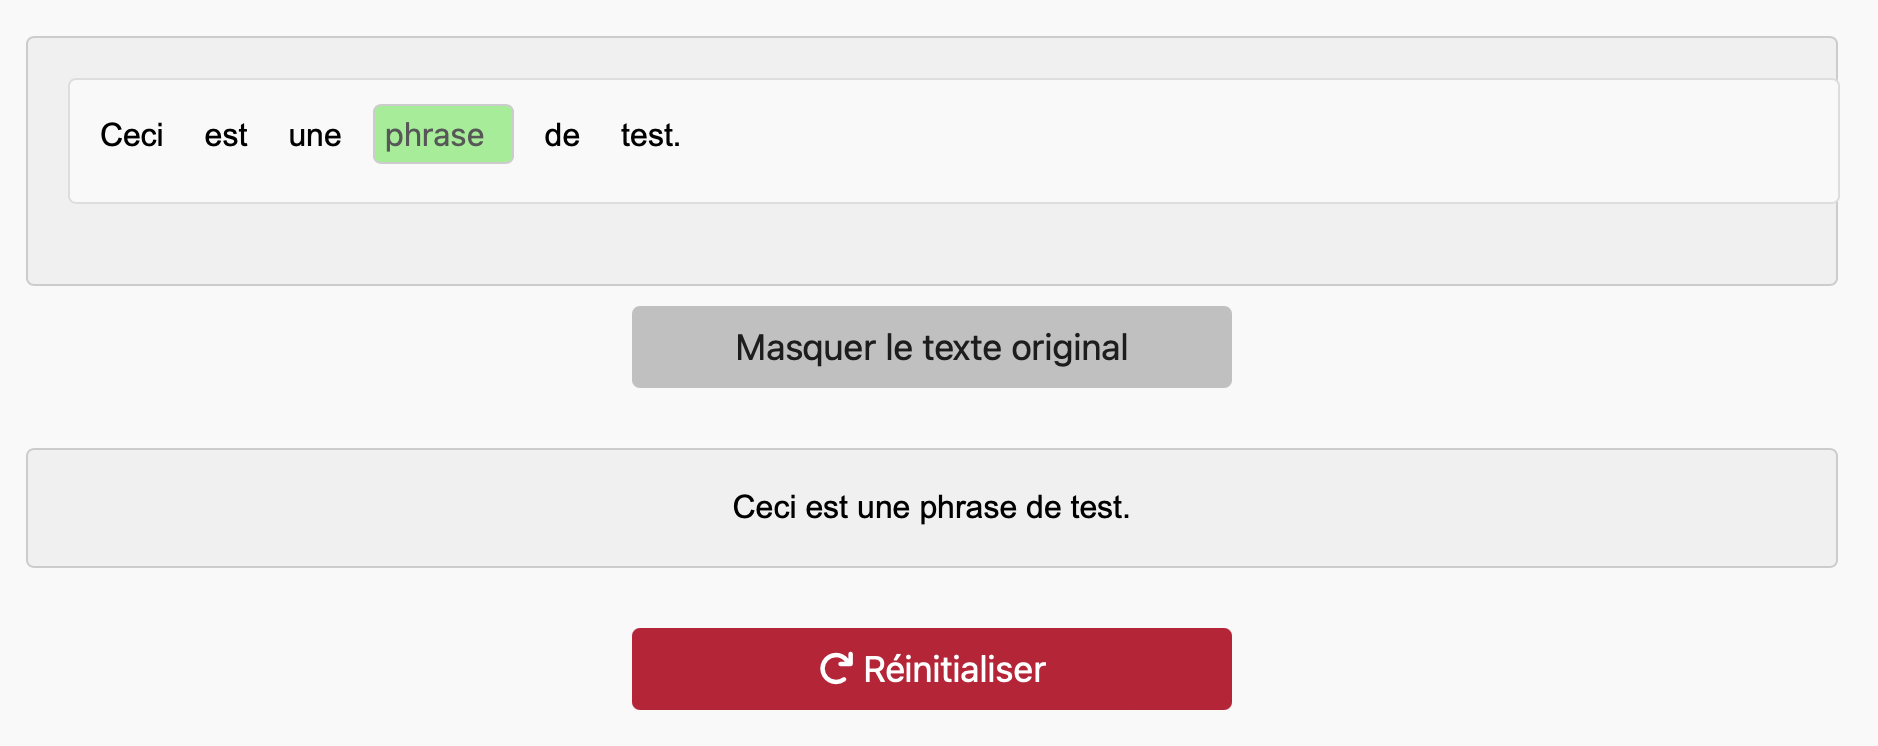 Ceci est une phrase de test.
Masquer le texte original
Ceci est une phrase de test.
Réinitialiser